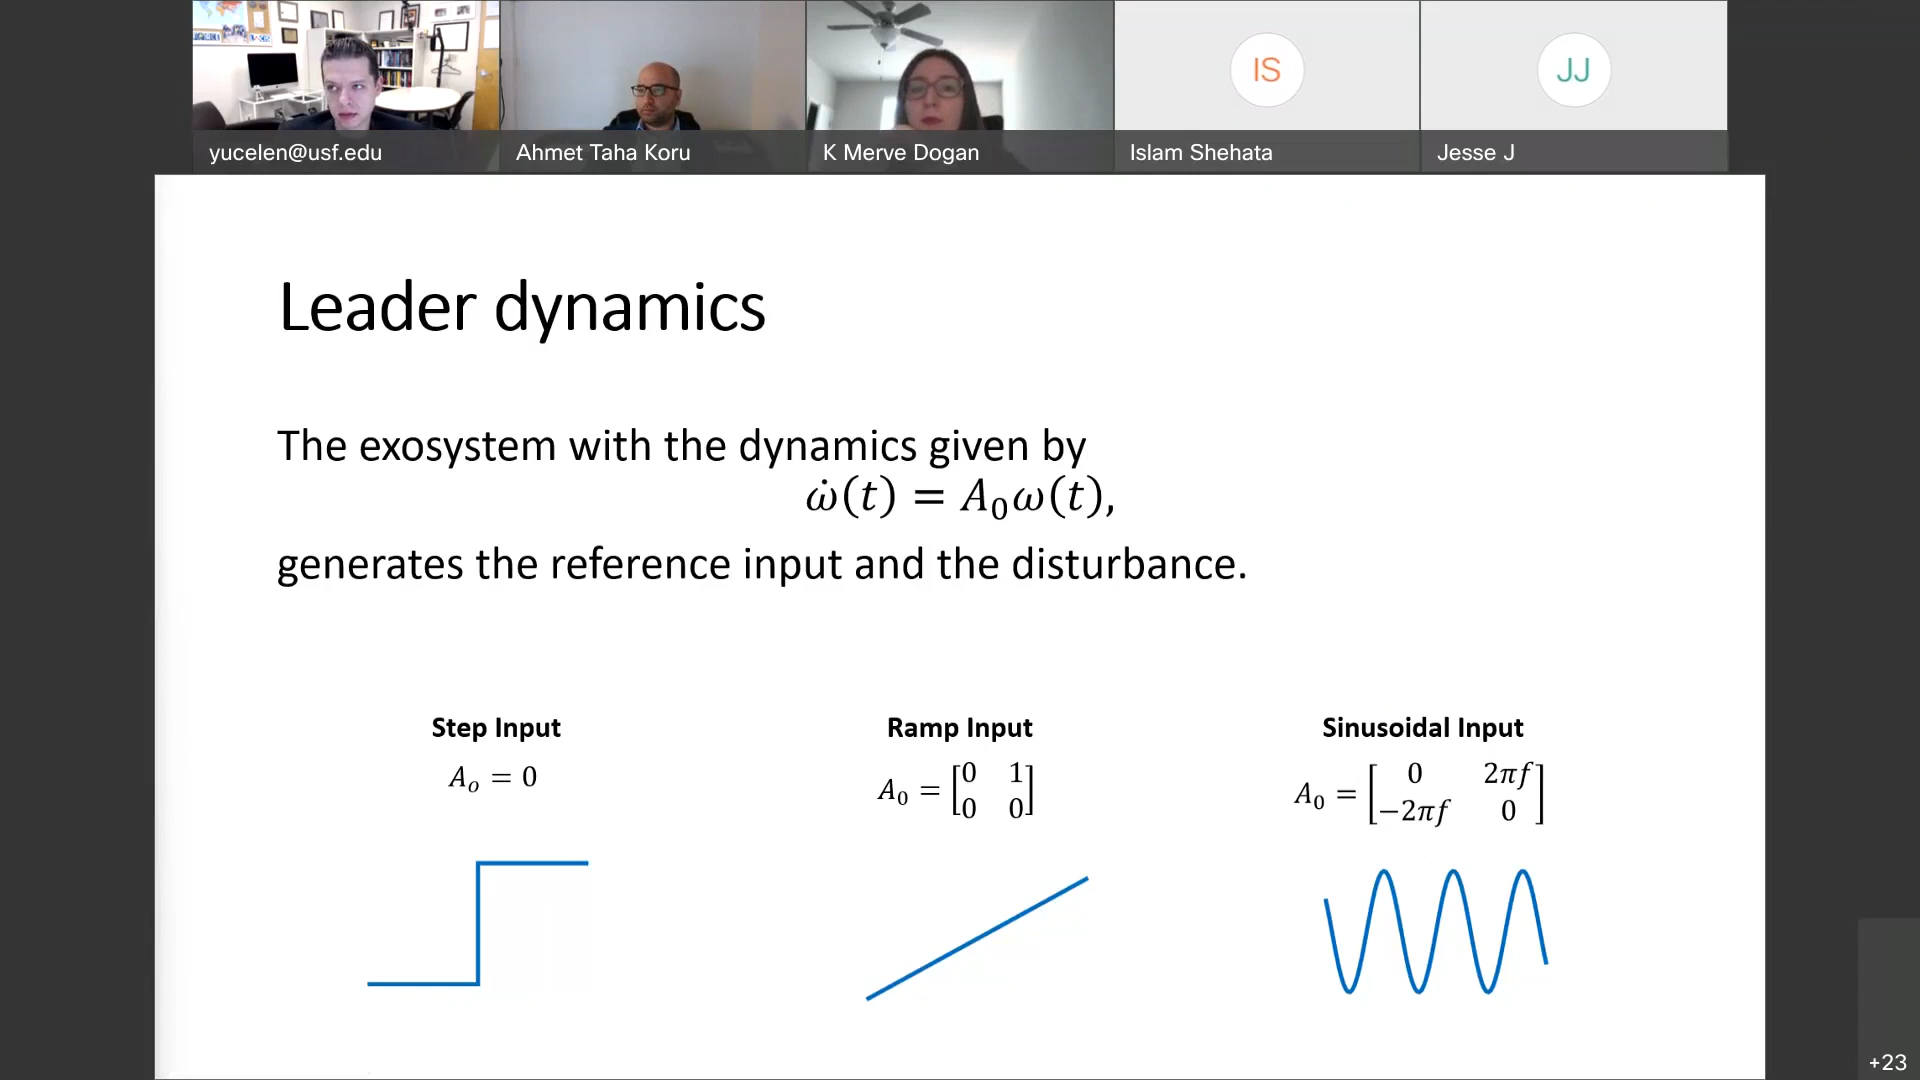 yucelen@usf.edu
Ahmet Taha Koru
K Merve Dogan
IS
Islam Shehata
JJ
Jesse J
Leader dynamics
The exosystem with the dynamics given by
ω̇(t) = A₀ω(t),
generates the reference input and the disturbance.
Step Input
Aₒ = 0
Ramp Input
A₀ = [0 1
0 0]
Sinusoidal Input
A₀ = [0 2πf
−2πf 0]
+23